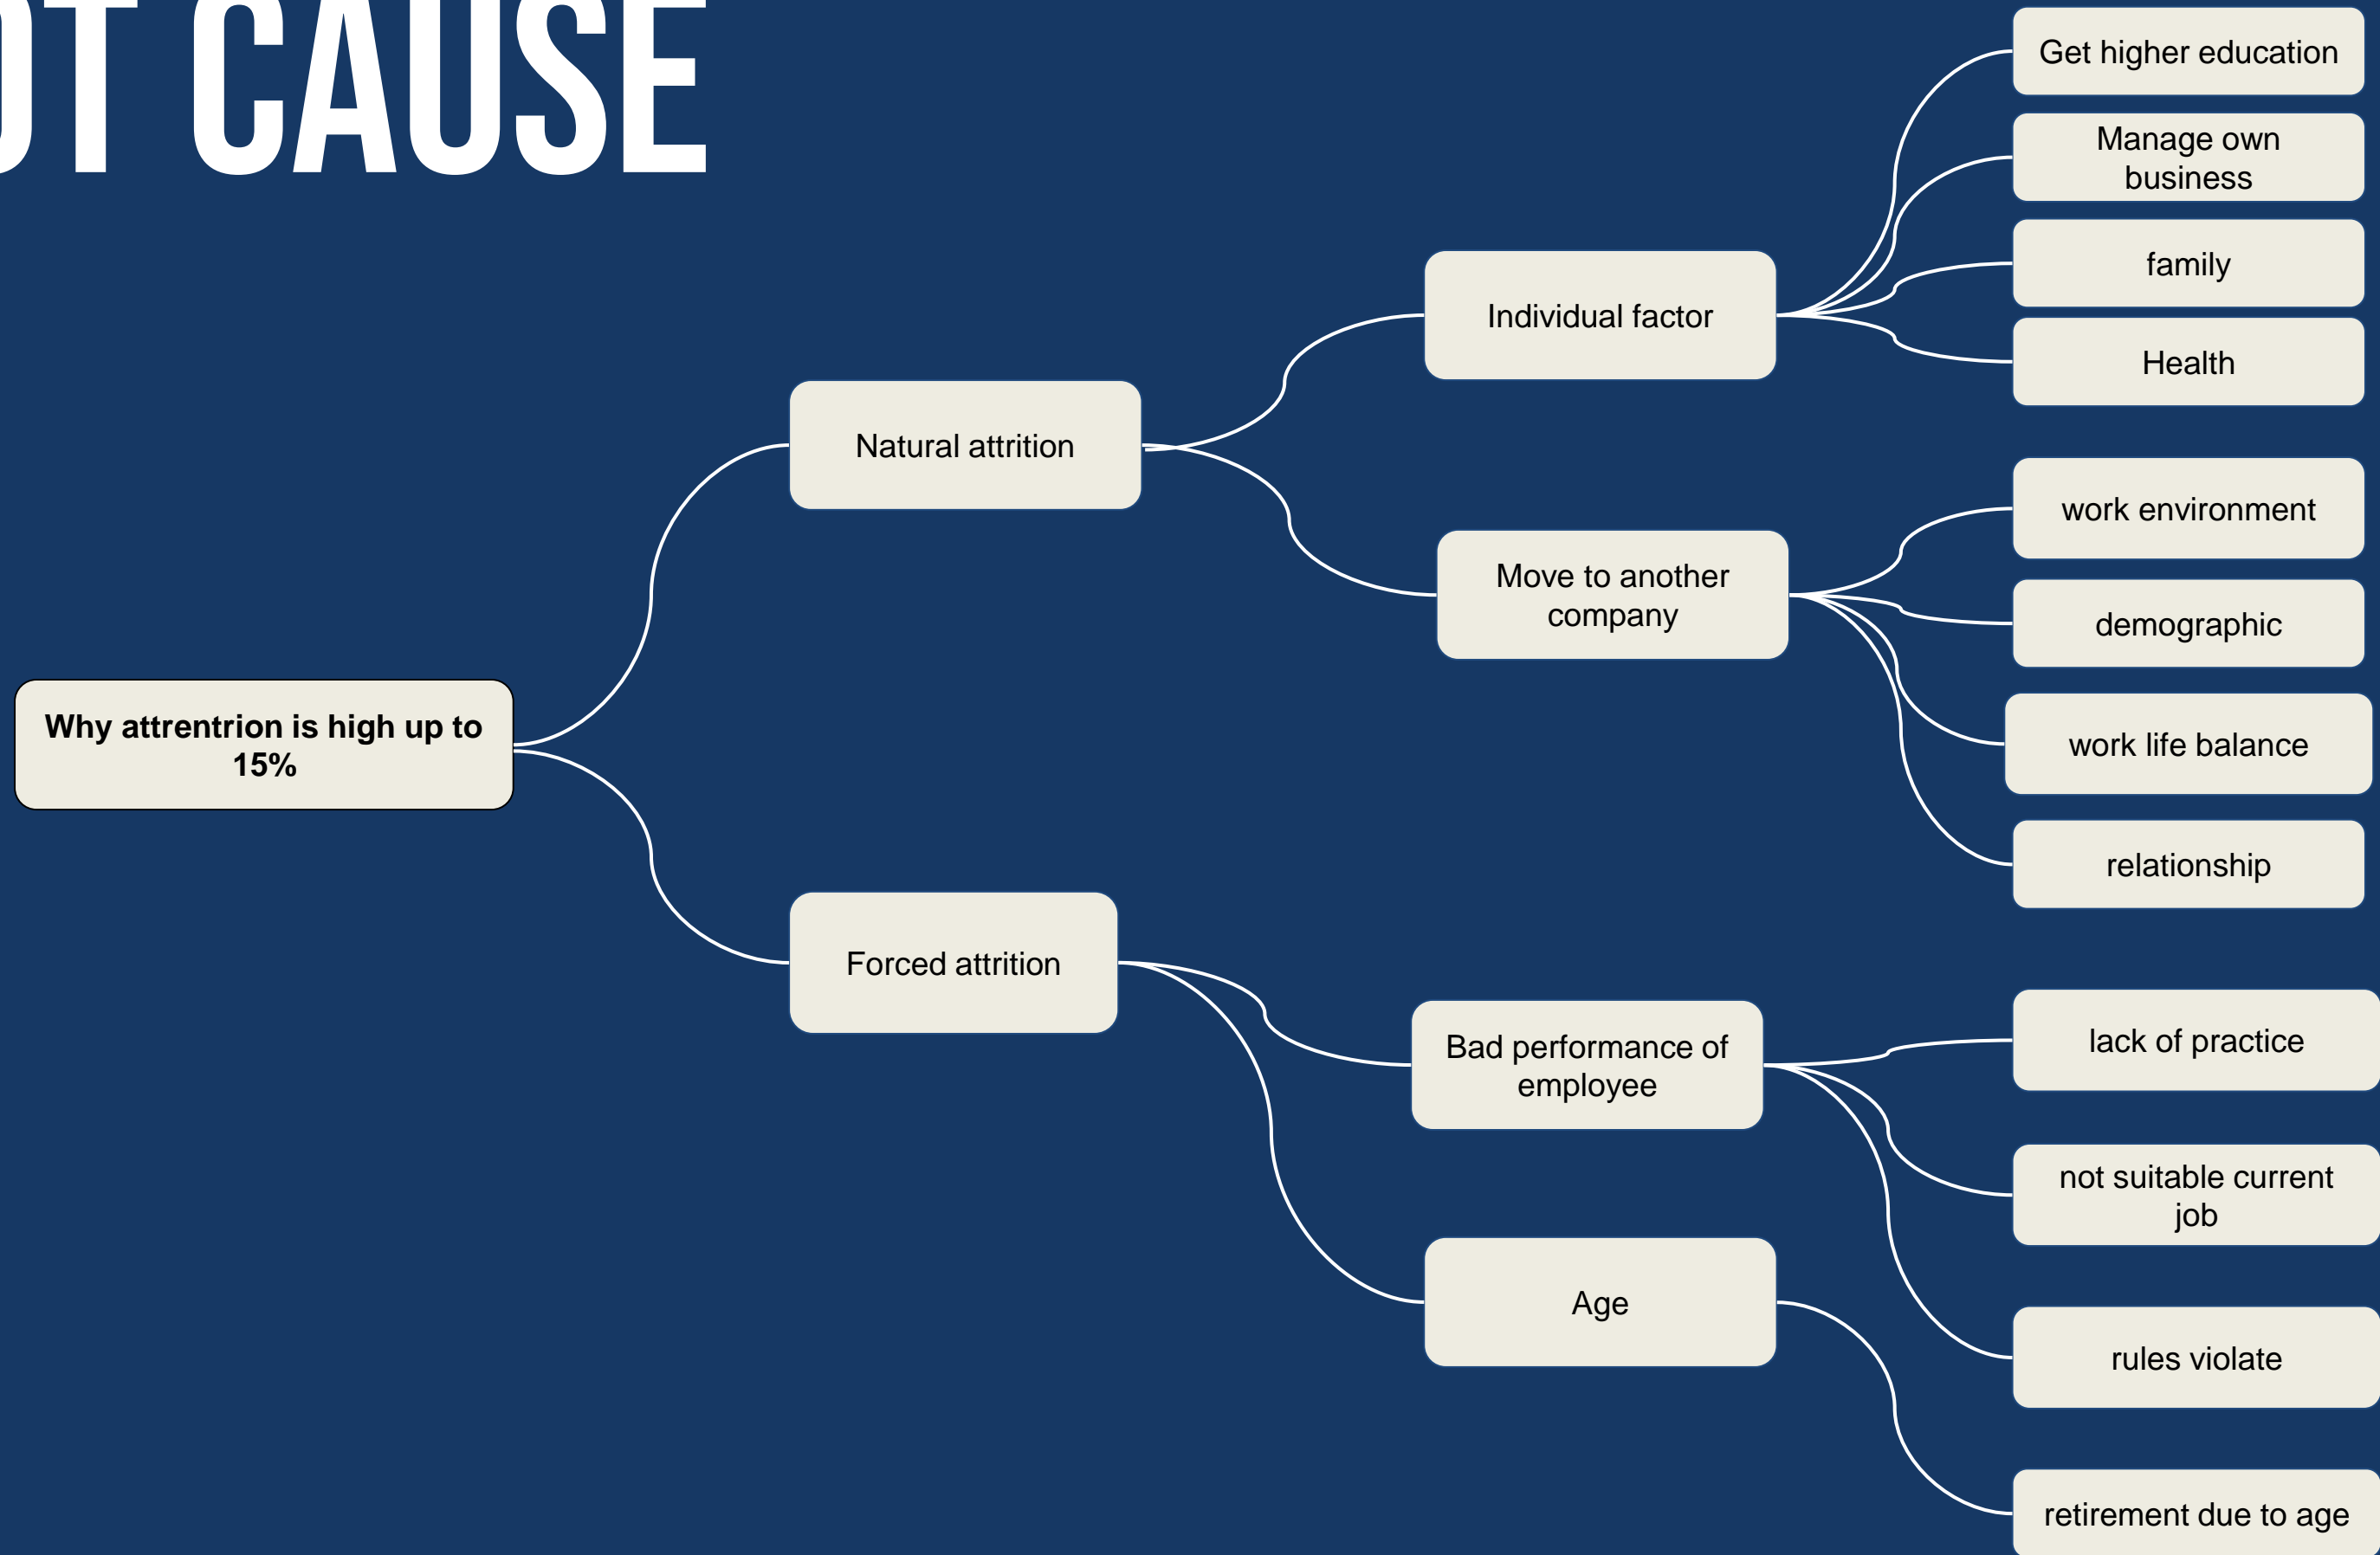 OT CAUSE
Get higher education
Manage own
business
family
Health
Individual factor
Natural attrition
work environment
demographic
work life balance
relationship
Move to another
company
Why attrentrion is high up to
15%
Forced attrition
Bad performance of
employee
lack of practice
not suitable current
job
rules violate
Age
retirement due to age